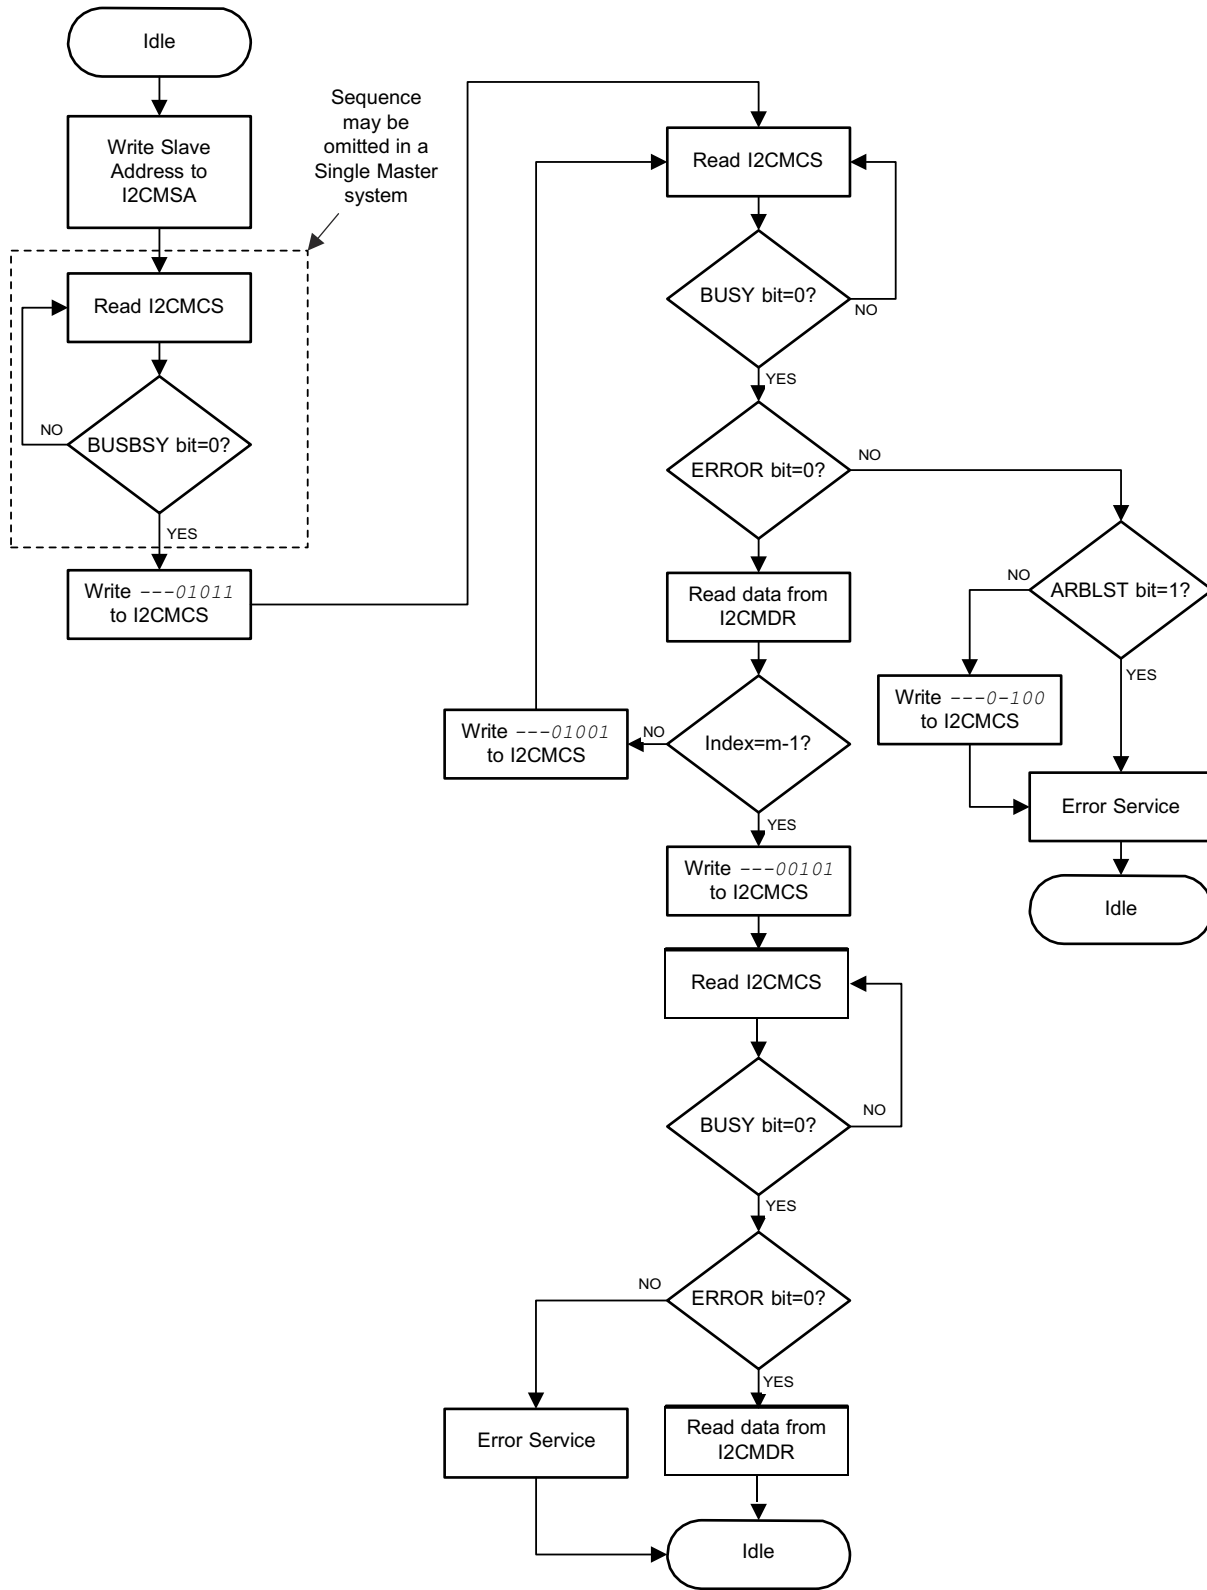 Idle
Write Slave
Address to
I2CMSA
Sequence
may be
omitted in a
Single Master
system
Read I2CMCS
BUSBSY bit=0?
NO
YES
Write ---01011
to I2CMCS
Read I2CMCS
BUSY bit=0?
NO
YES
ERROR bit=0?
NO
Read data from
I2CMDR
ARBLST bit=1?
NO
YES
Write ---0-100
to I2CMCS
Error Service
Idle
Index=m-1?
NO
Write ---01001
to I2CMCS
YES
Write ---00101
to I2CMCS
Read I2CMCS
BUSY bit=0?
NO
YES
ERROR bit=0?
NO
YES
Error Service
Read data from
I2CMDR
Idle